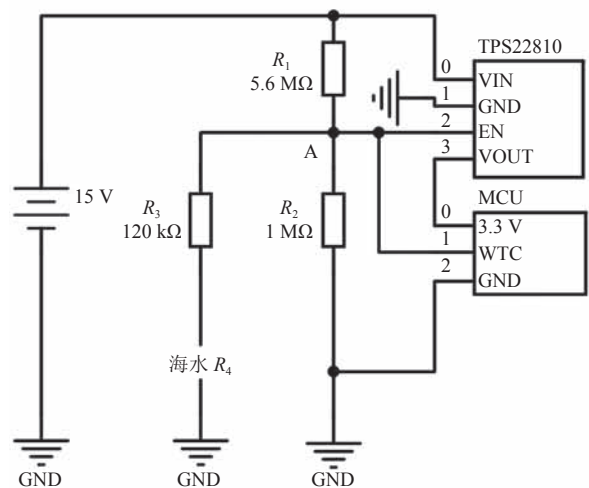 TPS22810
0
VIN
1
GND
2
EN
3
VOUT
R₁
5.6 MΩ
A
15 V
R₃
120 kΩ
R₂
1 MΩ
MCU
0
3.3 V
1
WTC
2
GND
海水 R₄
GND
GND
GND